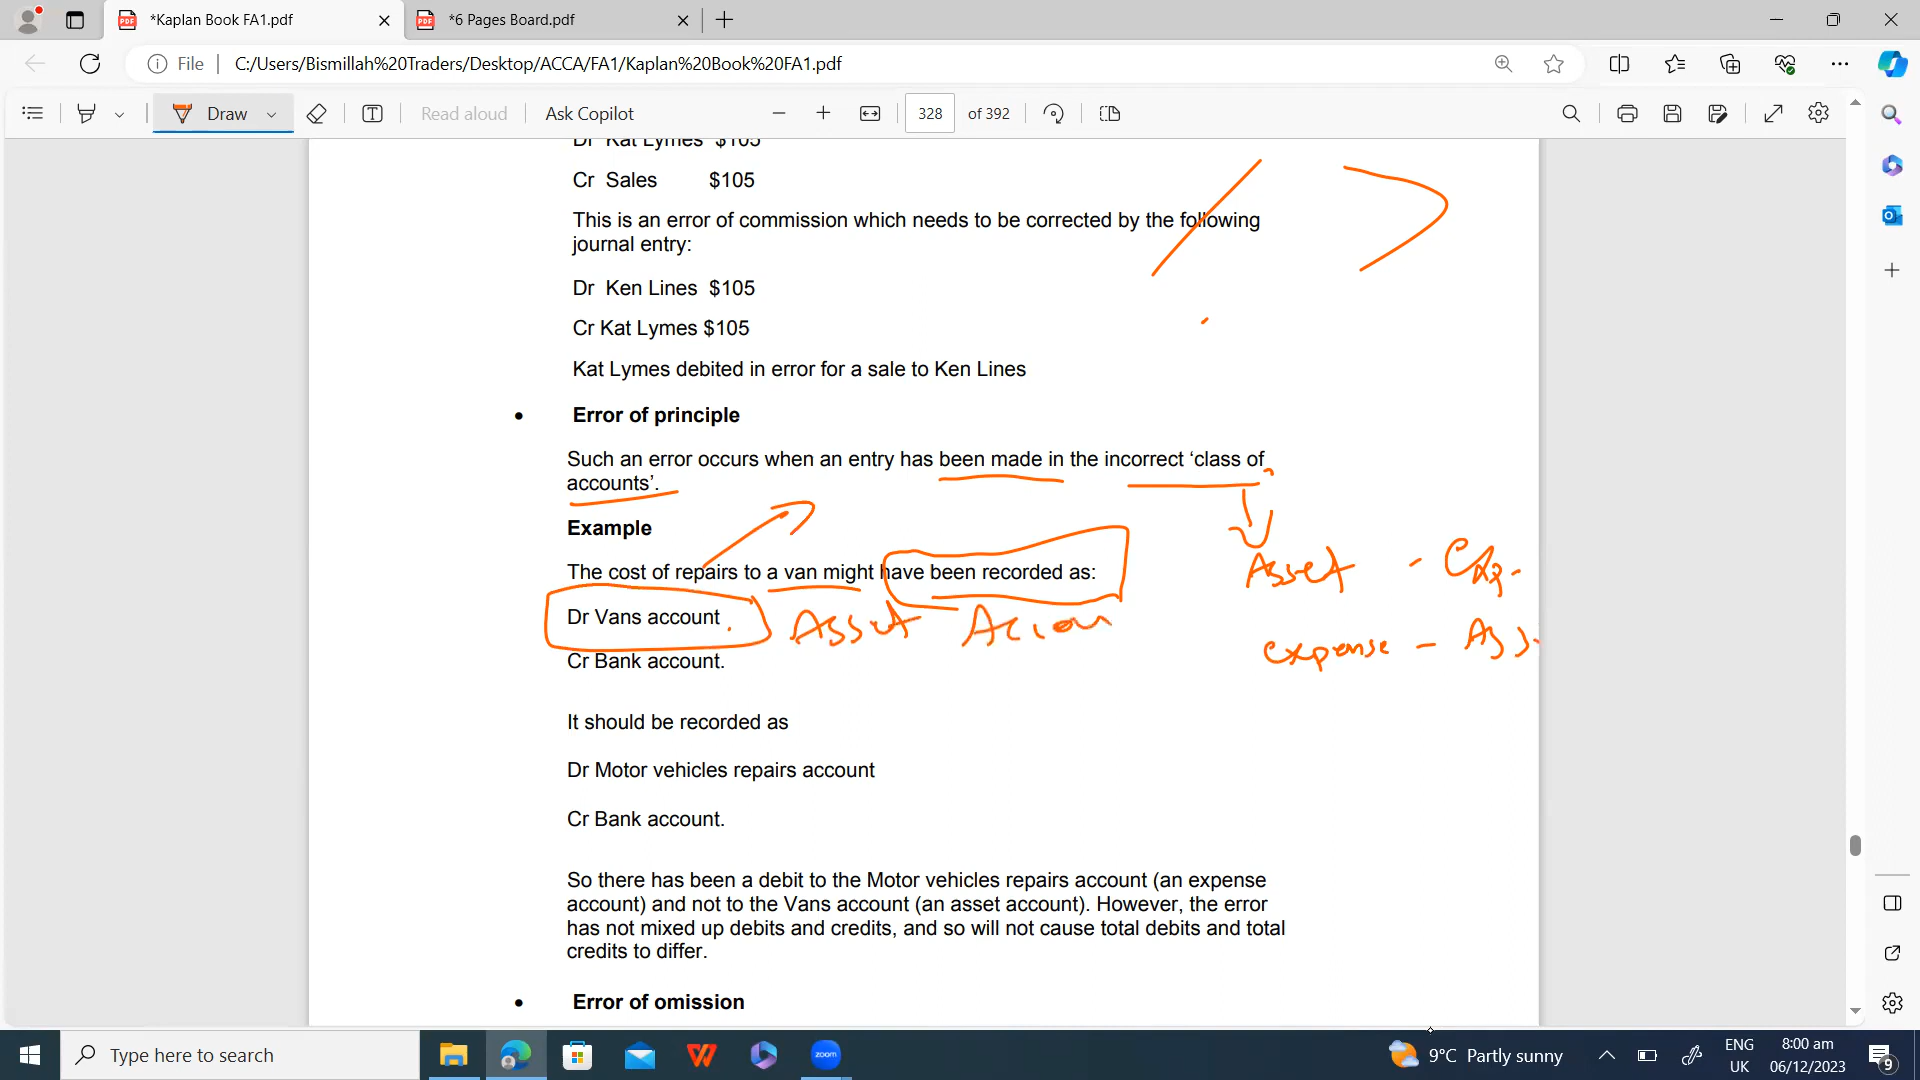 *Kaplan Book FA1.pdf
*6 Pages Board.pdf
File
C:/Users/Bismillah%20Traders/Desktop/ACCA/FA1/Kaplan%20Book%20FA1.pdf
Draw
Read aloud
Ask Copilot
328
of 392
Dr Kat Lymes $105
Cr Sales $105
This is an error of commission which needs to be corrected by the following
journal entry:
Dr Ken Lines $105
Cr Kat Lymes $105
Kat Lymes debited in error for a sale to Ken Lines
• Error of principle
Such an error occurs when an entry has been made in the incorrect ‘class of
accounts’.
Example
The cost of repairs to a van might have been recorded as:
Asset - Exp.
Dr Vans account.
Asset
expense - Ass
Cr Bank account.
It should be recorded as
Dr Motor vehicles repairs account
Cr Bank account.
So there has been a debit to the Motor vehicles repairs account (an expense
account) and not to the Vans account (an asset account). However, the error
has not mixed up debits and credits, and so will not cause total debits and total
credits to differ.
• Error of omission
Type here to search
zoom
9°C Partly sunny
ENG
UK
8:00 am
06/12/2023
9